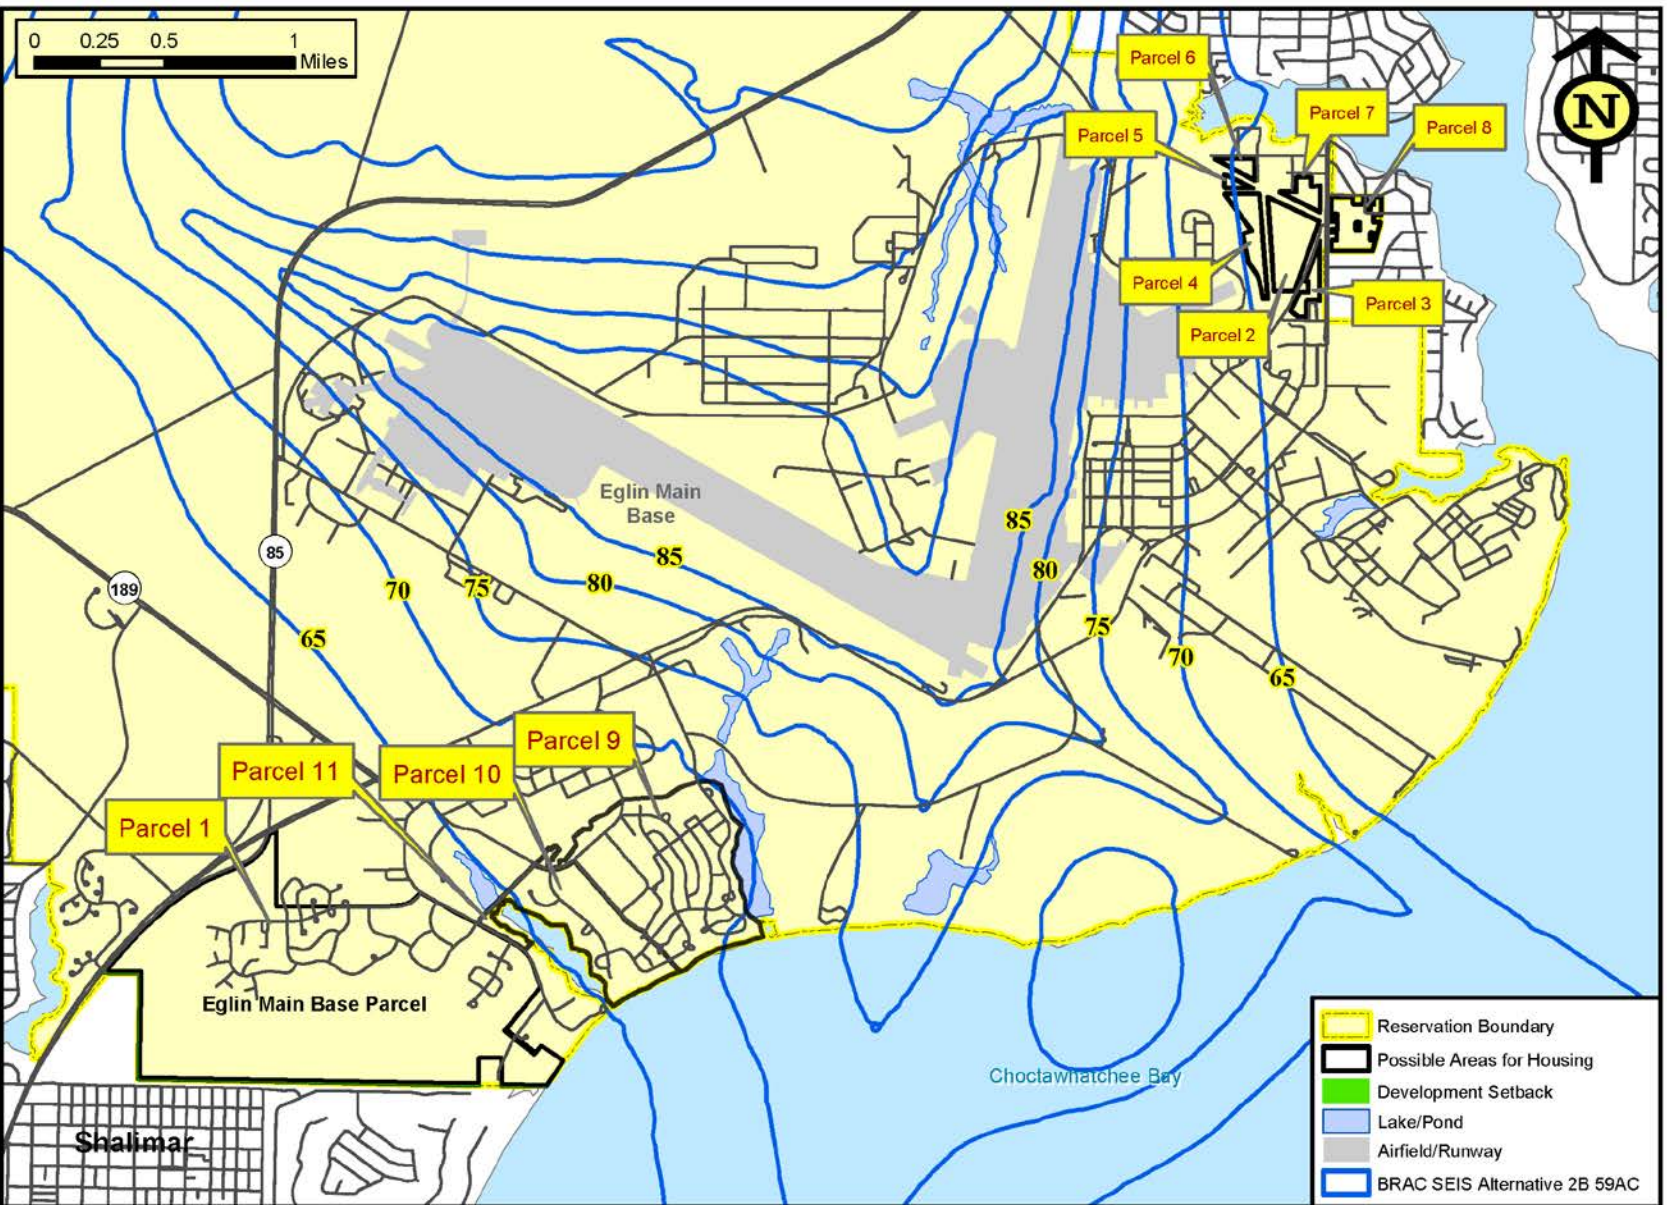 0 0.25 0.5 1
Miles
N
Parcel 6
Parcel 7
Parcel 8
Parcel 5
Parcel 4
Parcel 3
Parcel 2
Eglin Main
Base
85
85
85
80
80
75
75
70
70
65
65
189
Parcel 9
Parcel 10
Parcel 11
Parcel 1
Eglin Main Base Parcel
Choctawhatchee Bay
Shalimar
Reservation Boundary
Possible Areas for Housing
Development Setback
Lake/Pond
Airfield/Runway
BRAC SEIS Alternative 2B 59AC